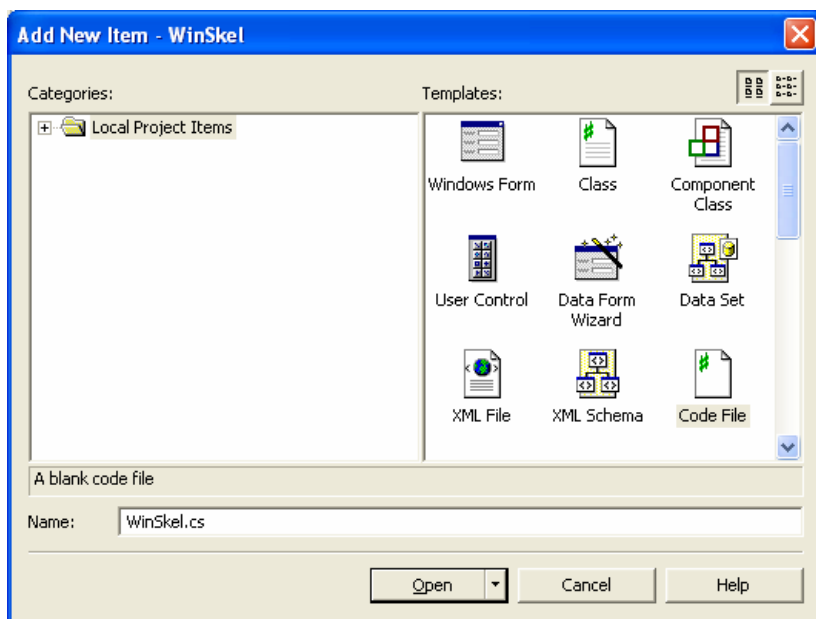 Add New Item - WinSkel
Categories:
Templates:
Local Project Items
Windows Form
Class
Component
Class
User Control
Data Form
Wizard
Data Set
XML File
XML Schema
Code File
A blank code file
Name:
WinSkel.cs
Open
Cancel
Help